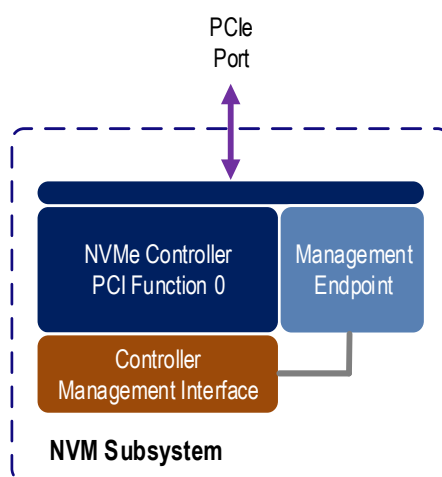 PCIe
Port
NVMe Controller
PCI Function 0
Management
Endpoint
Controller
Management Interface
NVM Subsystem